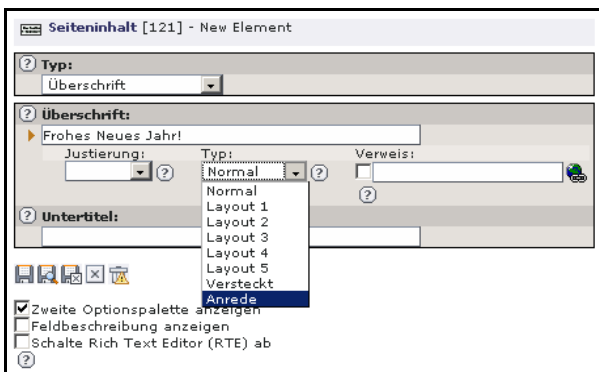 Seiteninhalt [121] - New Element
Typ:
Überschrift
Überschrift:
Frohes Neues Jahr!
Justierung: Typ: Verweis:
Normal
Normal
Layout 1
Layout 2
Layout 3
Layout 4
Layout 5
Versteckt
Anrede
Untertitel:
Zweite Optionspalette anzeigen
Feldbeschreibung anzeigen
Schalte Rich Text Editor (RTE) ab